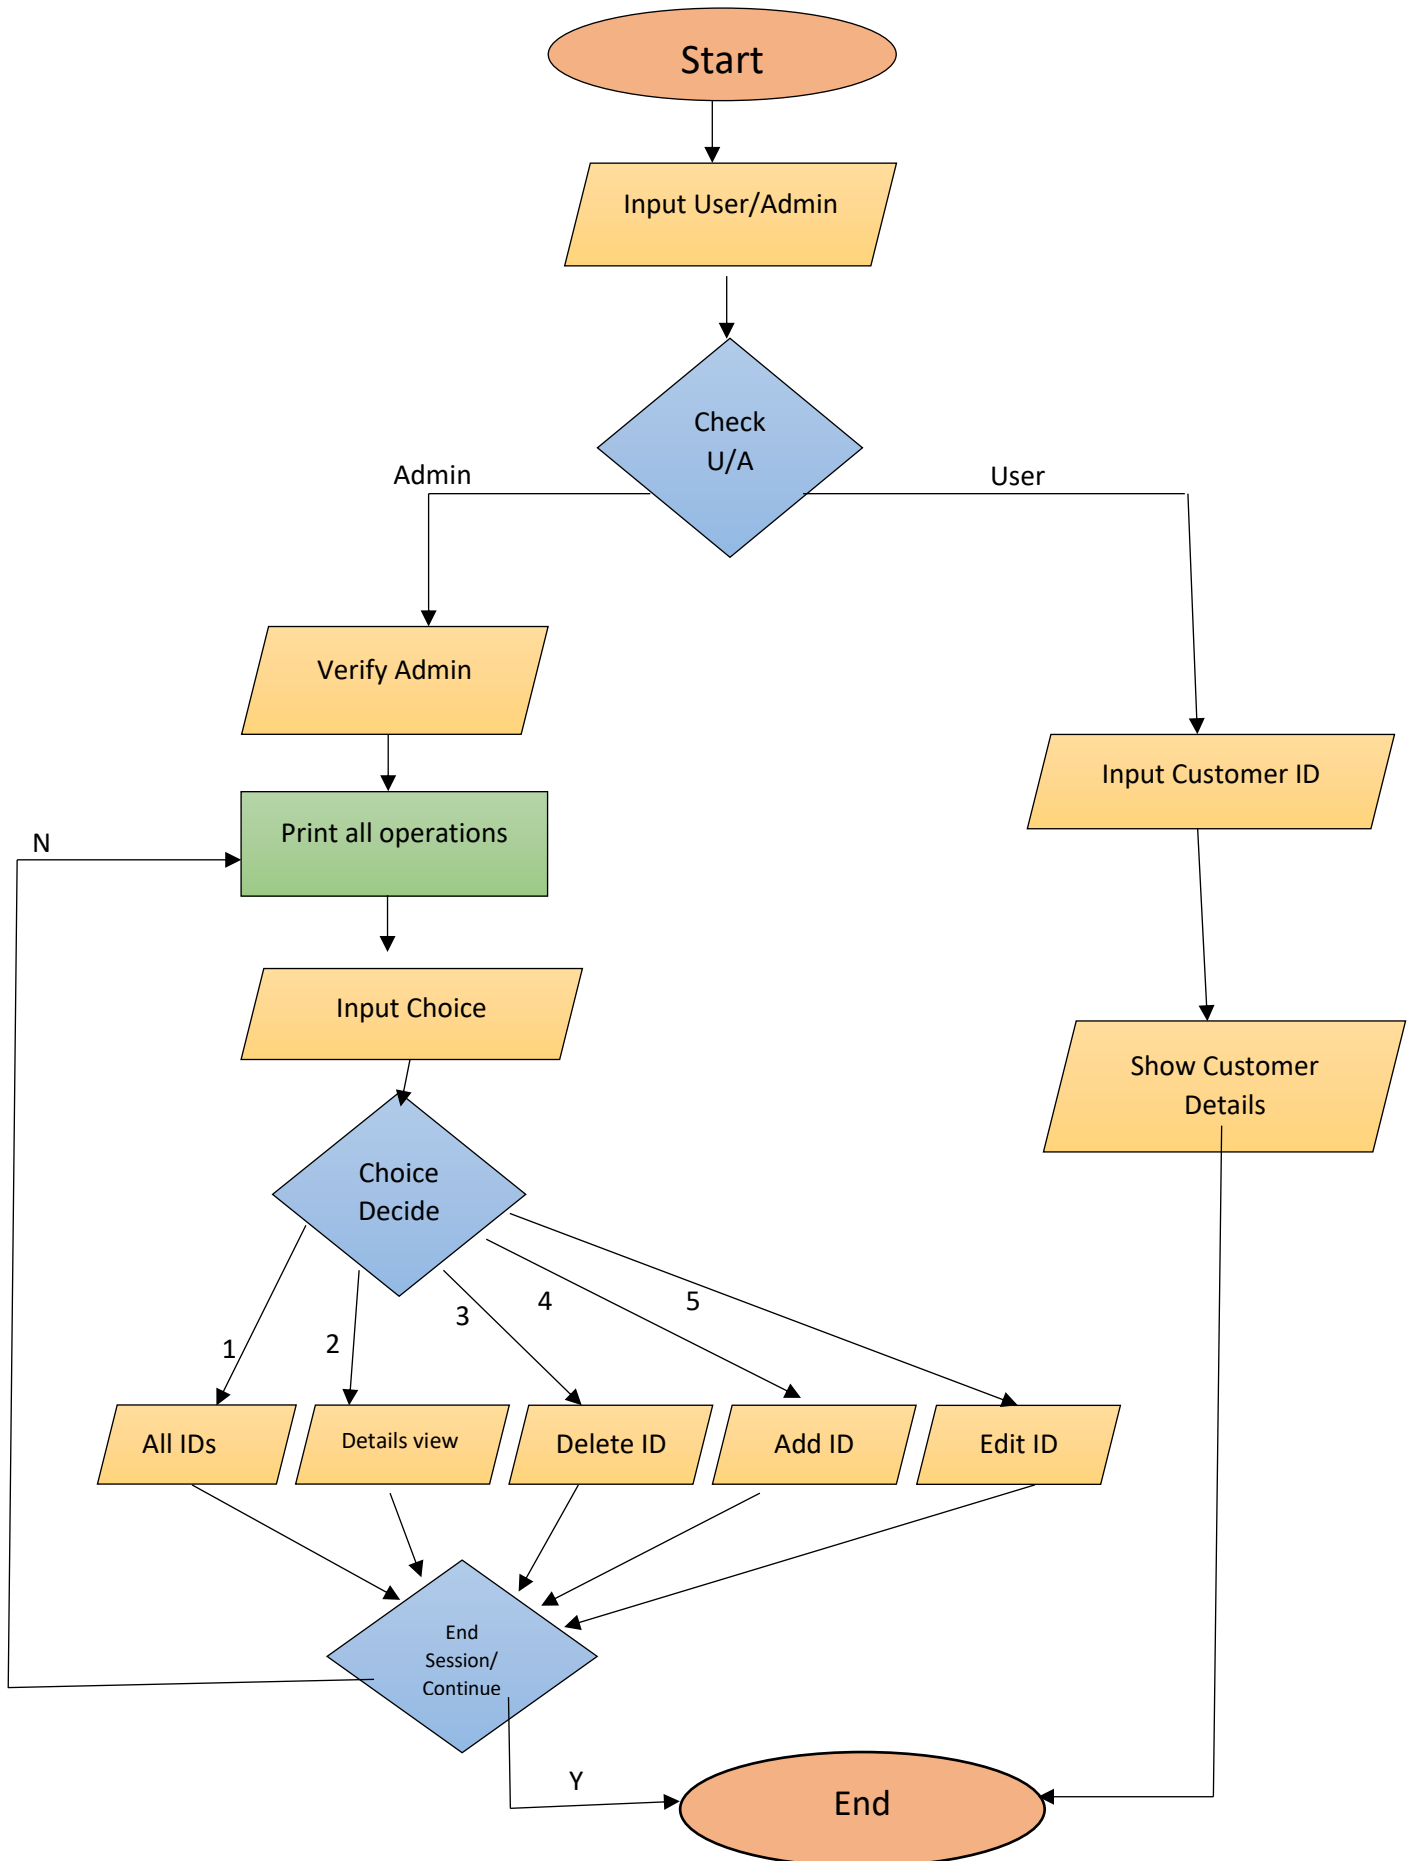 Start
Input User/Admin
Check
U/A
Admin
User
Verify Admin
Input Customer ID
Print all operations
N
Input Choice
Show Customer
Details
Choice
Decide
1
2
3
4
5
All IDs
Details view
Delete ID
Add ID
Edit ID
End
Session/
Continue
Y
End